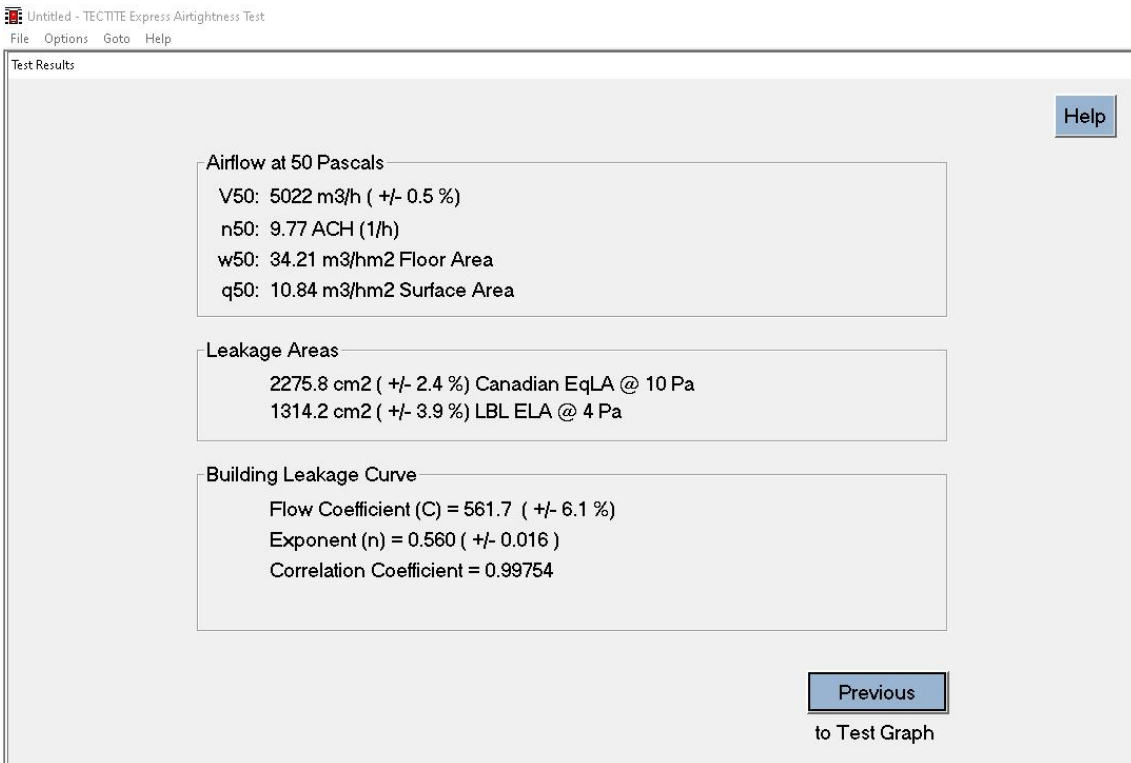 Untitled - TECTITE Express Airtightness Test
File Options Goto Help
Test Results
Help
Airflow at 50 Pascals
V50: 5022 m3/h ( +/- 0.5 %)
n50: 9.77 ACH (1/h)
w50: 34.21 m3/hm2 Floor Area
q50: 10.84 m3/hm2 Surface Area
Leakage Areas
2275.8 cm2 ( +/- 2.4 %) Canadian EqLA @ 10 Pa
1314.2 cm2 ( +/- 3.9 %) LBL ELA @ 4 Pa
Building Leakage Curve
Flow Coefficient (C) = 561.7 ( +/- 6.1 %)
Exponent (n) = 0.560 ( +/- 0.016 )
Correlation Coefficient = 0.99754
Previous
to Test Graph